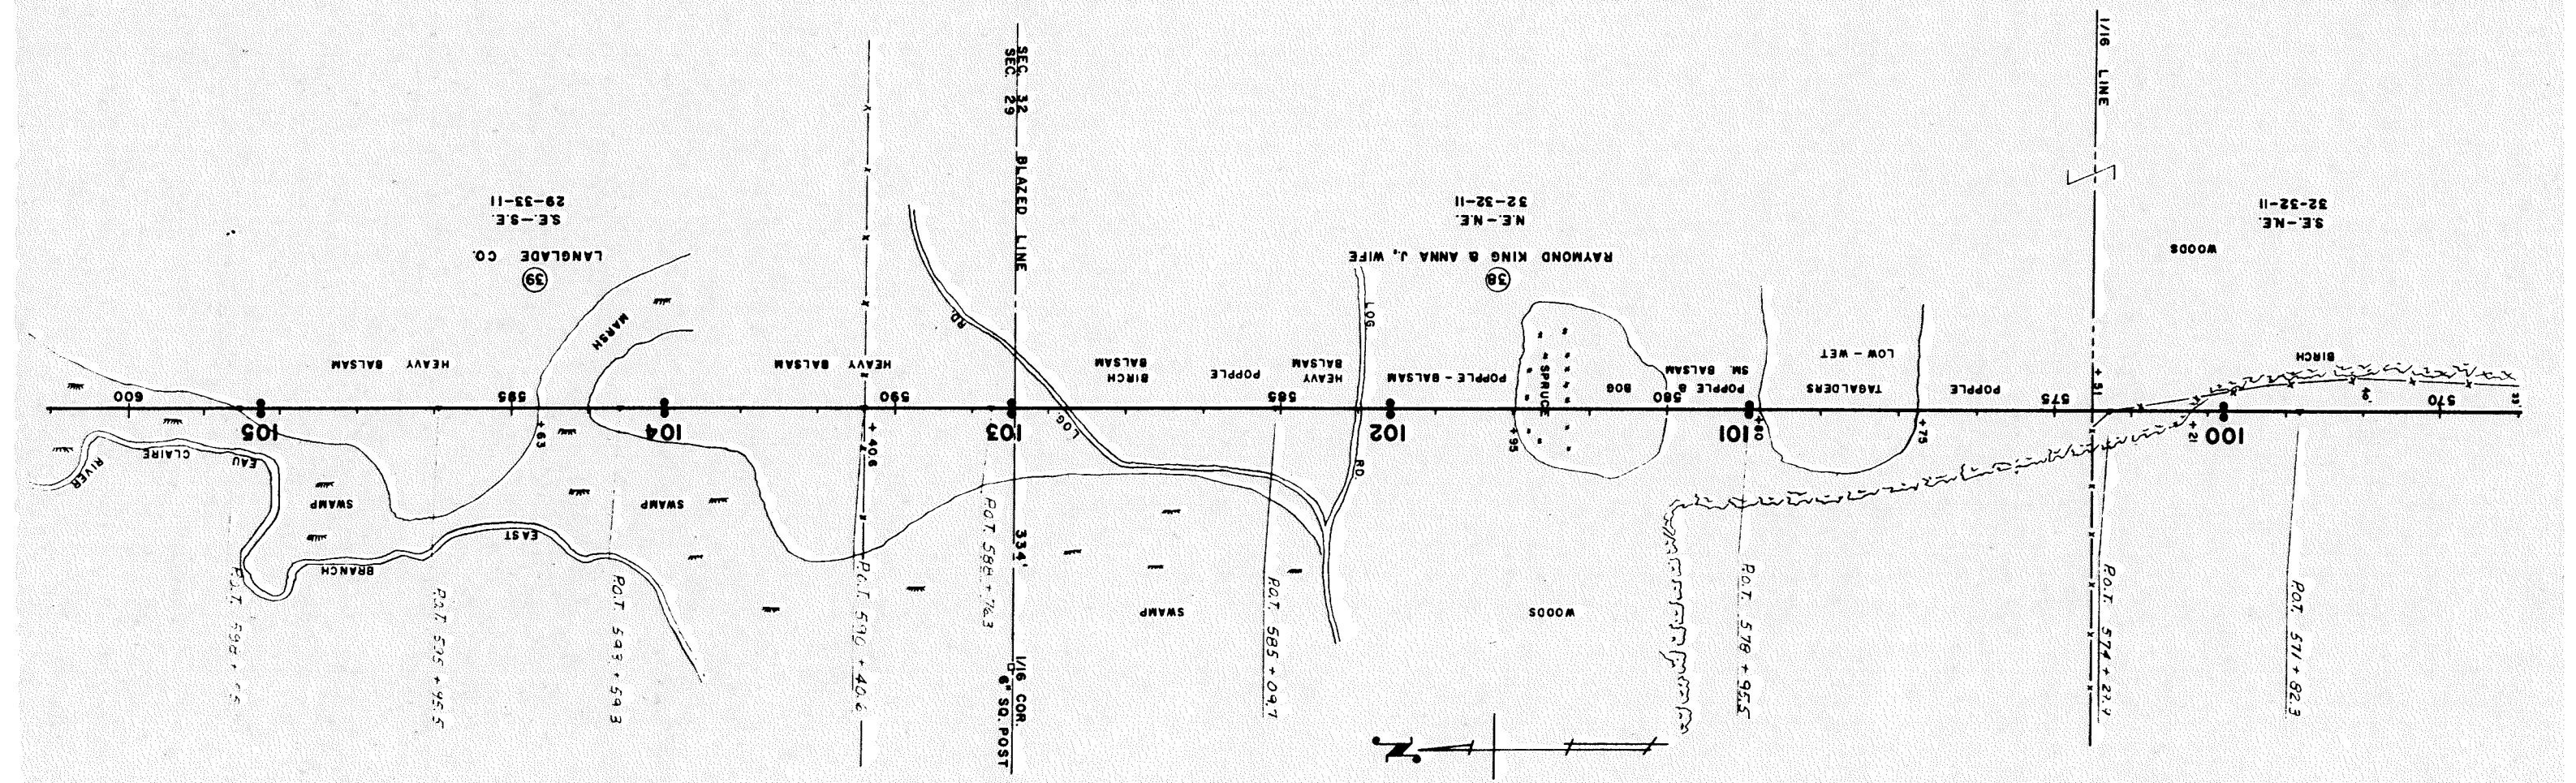 1/16 LINE
SEC. 32
SEC. 29
BLAZED LINE
S.E.-N.E.
32-32-11
WOODS
RAYMOND KING & ANNA J., WIFE
N.E.-N.E.
32-32-11
38
LANGLADE CO.
S.E.-S.E.
29-33-11
39
MARSH
RD.
LOG.
BIRCH
LOW-WET
POPPLE
TAGALDERS
POPPLE &
SM. BALSAM
BOG
SPRUCE
POPPLE-BALSAM
HEAVY
BALSAM
POPPLE
BIRCH
BALSAM
HEAVY BALSAM
HEAVY BALSAM
570
575
580
585
590
595
600
+51
40'
100
101
102
103
104
105
+21
+75
+80
+95
+40.6
+63
LOG
RD.
RIVER
CLAIRE
EAU
SWAMP
BRANCH
EAST
SWAMP
SWAMP
WOODS
334'
1/16 COR.
6" SQ. POST
P.O.T. 571+82.3
P.O.T. 574+27.4
P.O.T. 578+95.5
P.O.T. 585+09.7
P.O.T. 588+76.3
P.O.T. 590+40.6
P.O.T. 593+59.3
P.O.T. 595+95.5
P.O.T. 598+
N